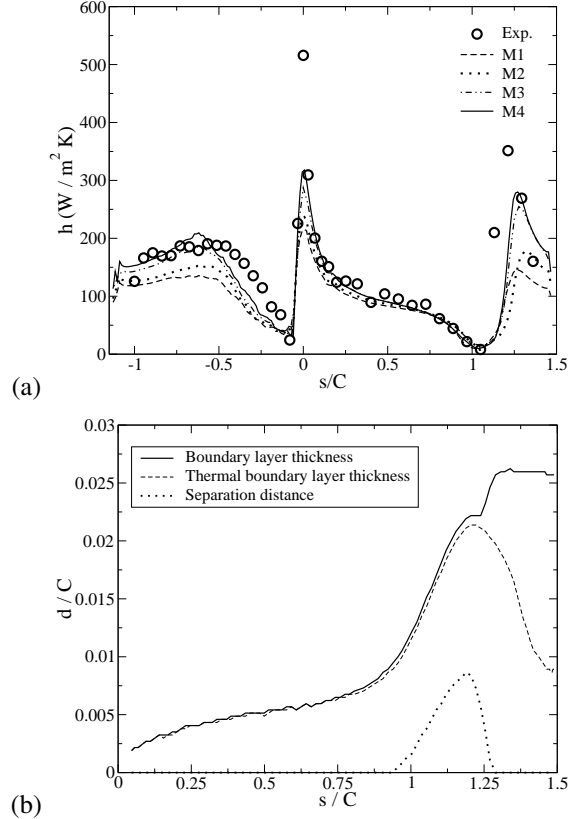 600
500
400
300
200
100
0
h (W / m² K)
Exp.
M1
M2
M3
M4
-1
-0.5
0
0.5
1
1.5
s/C
(a)
0.03
0.025
0.02
0.015
0.01
0.005
0
d / C
Boundary layer thickness
Thermal boundary layer thickness
Separation distance
0
0.25
0.5
0.75
1
1.25
1.5
s / C
(b)